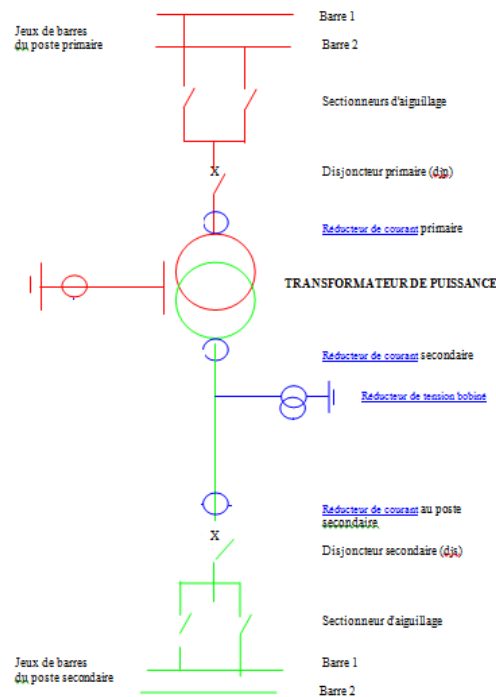 Barre 1
Jeux de barres
du poste primaire
Barre 2
Sectionneurs d'aiguillage
X
Disjoncteur primaire (djp)
Réducteur de courant primaire
TRANSFORMATEUR DE PUISSANCE
Réducteur de courant secondaire
Réducteur de tension bobiné
Réducteur de courant au poste
secondaire
X
Disjoncteur secondaire (djs)
Sectionneur d'aiguillage
Jeux de barres
du poste secondaire
Barre 1
Barre 2